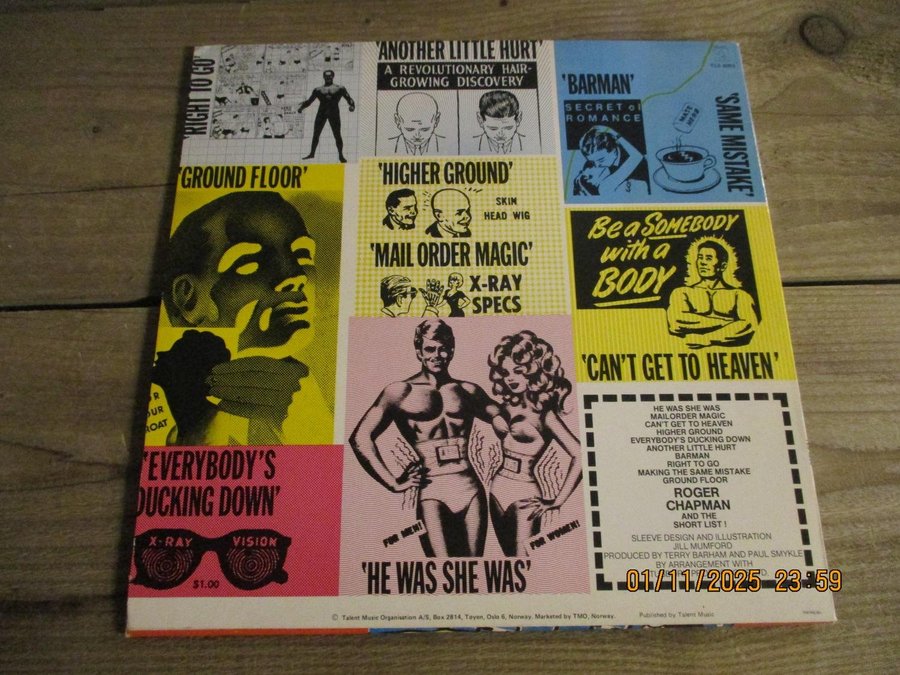 'RIGHT TO GO'
'ANOTHER LITTLE HURT'
A REVOLUTIONARY HAIR-
GROWING DISCOVERY
'BARMAN'
SECRET of
ROMANCE
'SAME MISTAKE'
'GROUND FLOOR'
'HIGHER GROUND'
SKIN
HEAD WIG
'MAIL ORDER MAGIC'
X-RAY
SPECS
Be a SOMEBODY
with a
BODY
'CAN'T GET TO HEAVEN'
'EVERYBODY'S
DUCKING DOWN'
X-RAY VISION
$1.00
FOR MEN!
FOR WOMEN!
'HE WAS SHE WAS'
HE WAS SHE WAS
MAILORDER MAGIC
CAN'T GET TO HEAVEN
HIGHER GROUND
EVERYBODY'S DUCKING DOWN
ANOTHER LITTLE HURT
BARMAN
RIGHT TO GO
MAKING THE SAME MISTAKE
GROUND FLOOR
ROGER
CHAPMAN
AND THE
SHORT LIST !
SLEEVE DESIGN AND ILLUSTRATION
JILL MUMFORD
PRODUCED BY TERRY BARHAM AND PAUL SMYKLE
BY ARRANGEMENT WITH
01/11/2025 23:59
© Talent Music Organisation A/S, Box 2814, Tøyen, Oslo 6, Norway. Marketed by TMO, Norway. Published by Talent Music